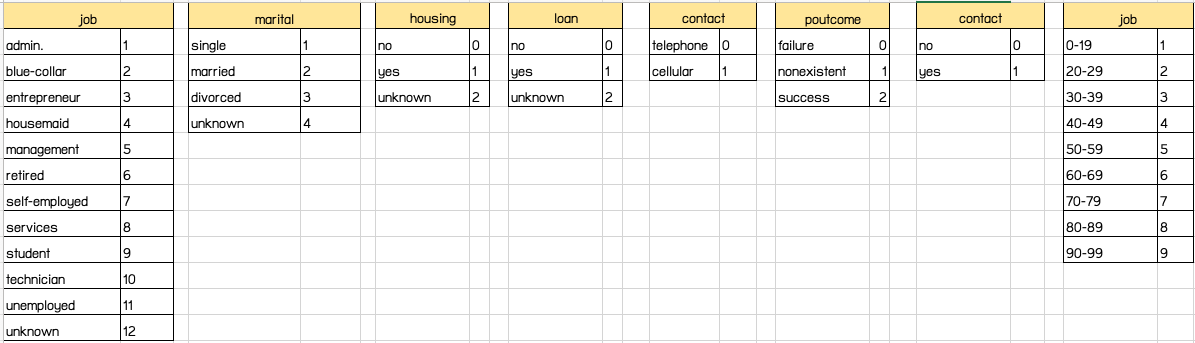 job marital housing loan contact poutcome contact job
admin. 1 single 1 no 0 no 0 telephone 0 failure 0 no 0 0-19 1
blue-collar 2 married 2 yes 1 yes 1 cellular 1 nonexistent 1 yes 1 20-29 2
entrepreneur 3 divorced 3 unknown 2 unknown 2 success 2 30-39 3
housemaid 4 unknown 4 40-49 4
management 5 50-59 5
retired 6 60-69 6
self-employed 7 70-79 7
services 8 80-89 8
student 9 90-99 9
technician 10
unemployed 11
unknown 12